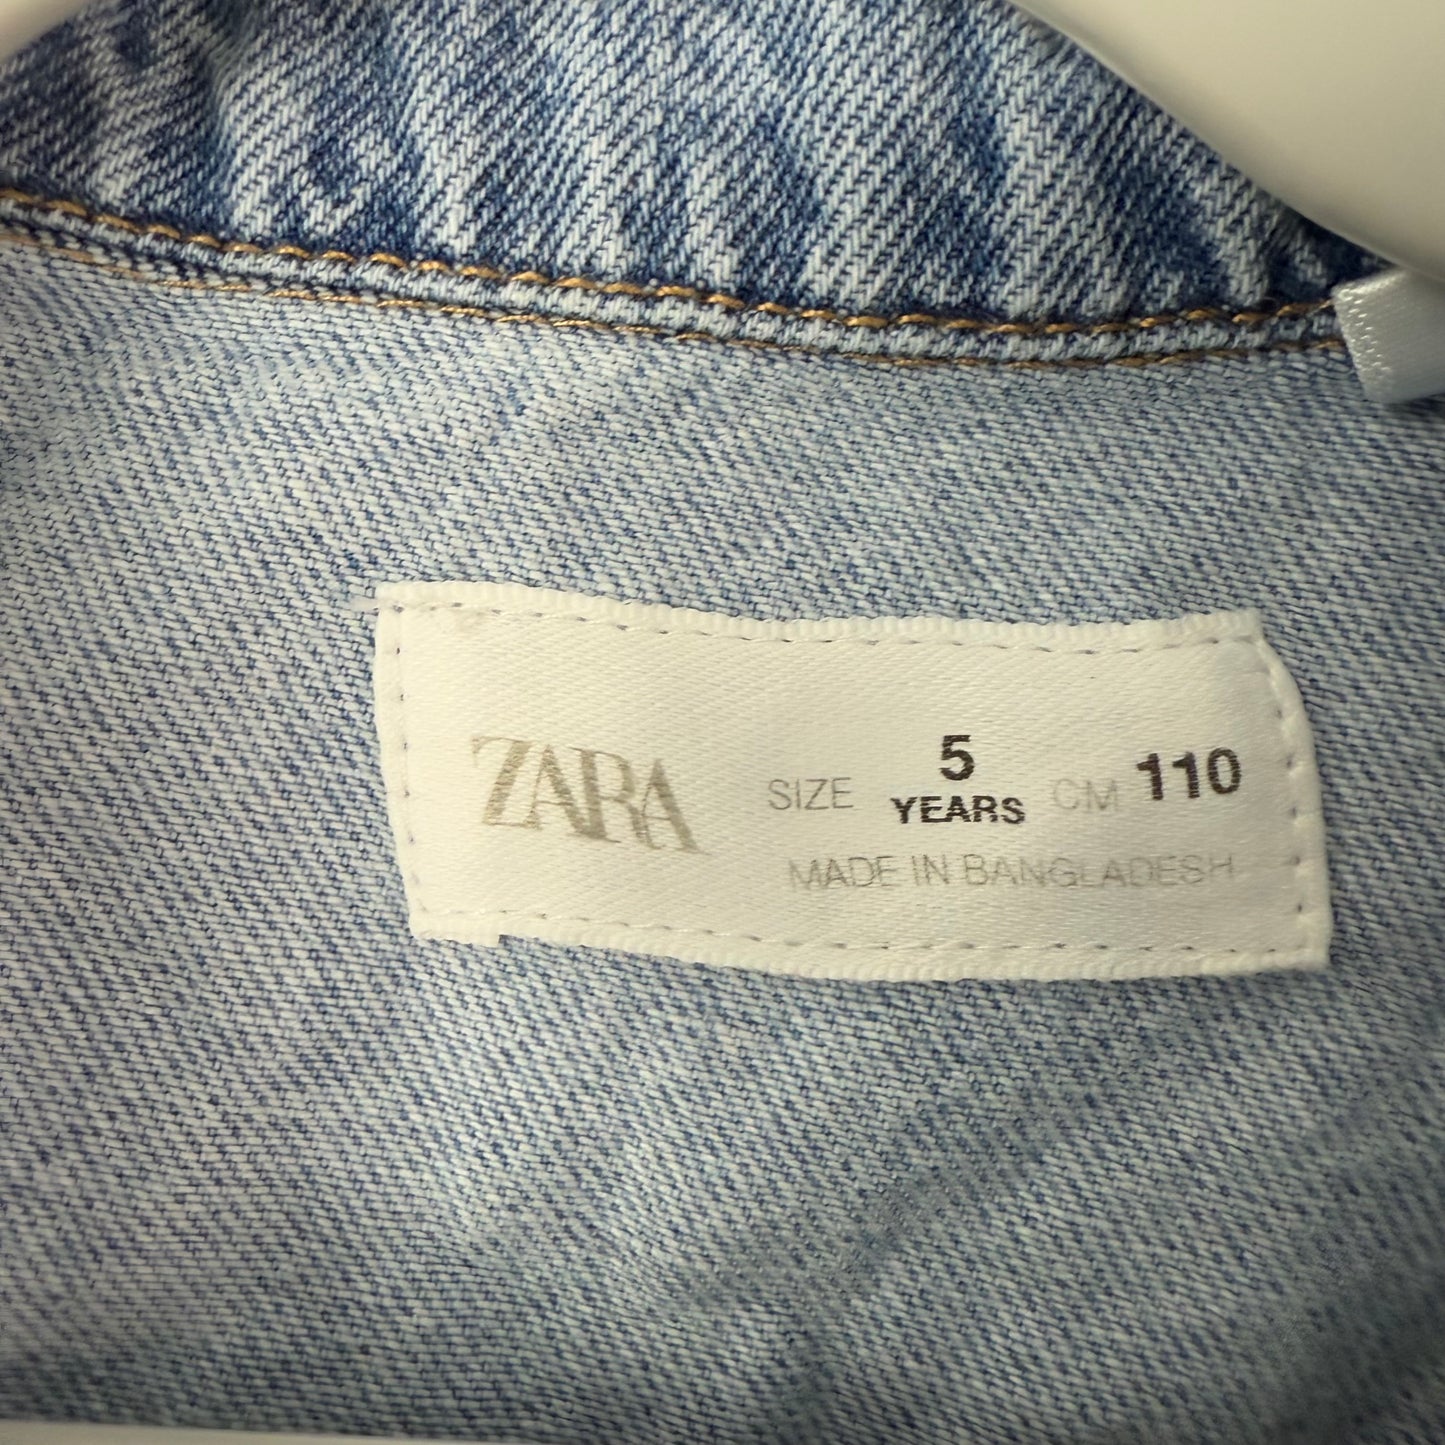 ZARA SIZE 5 YEARS CM 110
MADE IN BANGLADESH